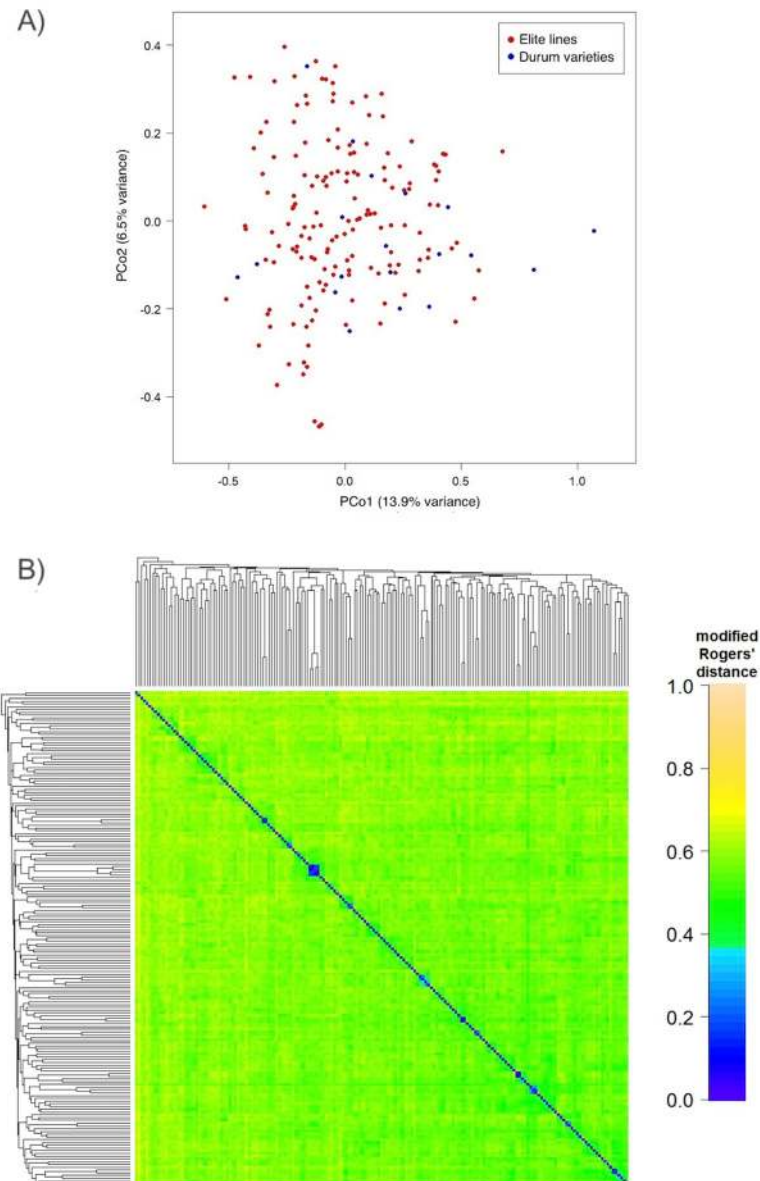 A)
Elite lines
Durum varieties
0.4
0.2
0.0
-0.2
-0.4
PCo2 (6.5% variance)
-0.5
0.0
0.5
1.0
PCo1 (13.9% variance)
B)
modified
Rogers'
distance
1.0
0.8
0.6
0.4
0.2
0.0